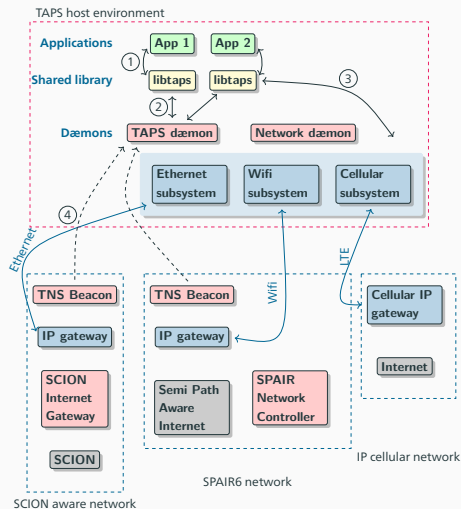 TAPS host environment
Applications
App 1
App 2
1
3
Shared library
libtaps
libtaps
2
Dæmons
TAPS dæmon
Network dæmon
Ethernet
subsystem
Wifi
subsystem
Cellular
subsystem
4
Ethernet
Wifi
LTE
TNS Beacon
IP gateway
SCION
Internet
Gateway
SCION
SCION aware network
TNS Beacon
IP gateway
Semi Path
Aware
Internet
SPAIR
Network
Controller
SPAIR6 network
Cellular IP
gateway
Internet
IP cellular network